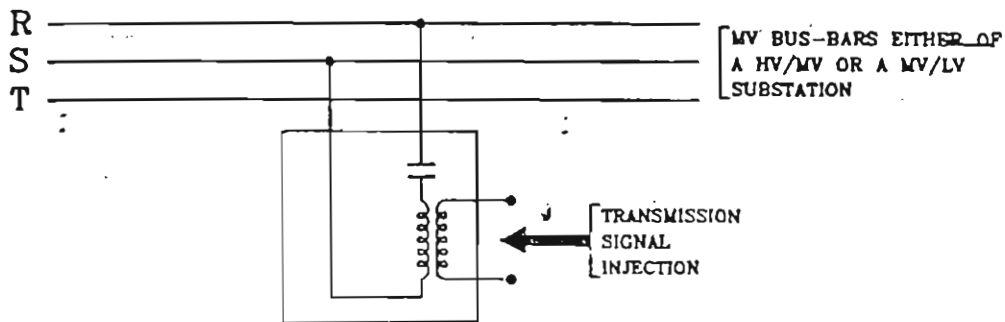 R
S
T
MV BUS-BARS EITHER OF
A HV/MV OR A MV/LV
SUBSTATION
TRANSMISSION
SIGNAL
INJECTION